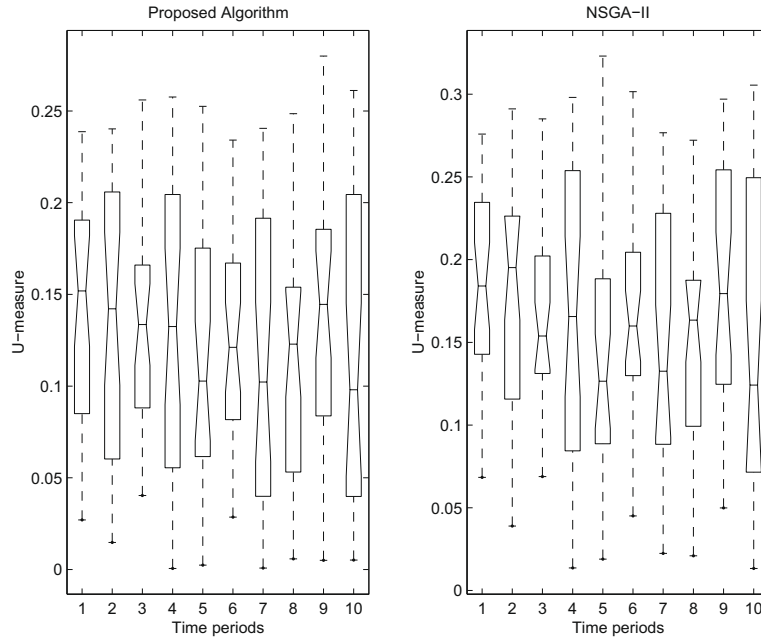 Proposed Algorithm
U-measure
0.25
0.2
0.15
0.1
0.05
0
1 2 3 4 5 6 7 8 9 10
Time periods
NSGA-II
U-measure
0.3
0.25
0.2
0.15
0.1
0.05
0
1 2 3 4 5 6 7 8 9 10
Time periods